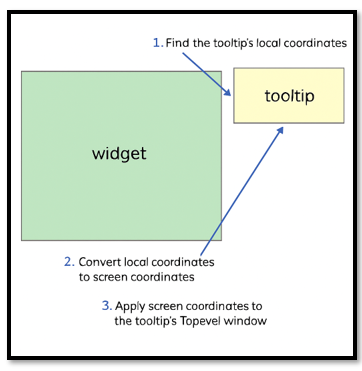 1. Find the tooltip's local coordinates
tooltip
widget
2. Convert local coordinates
to screen coordinates
3. Apply screen coordinates to
the tooltip's Topevel window